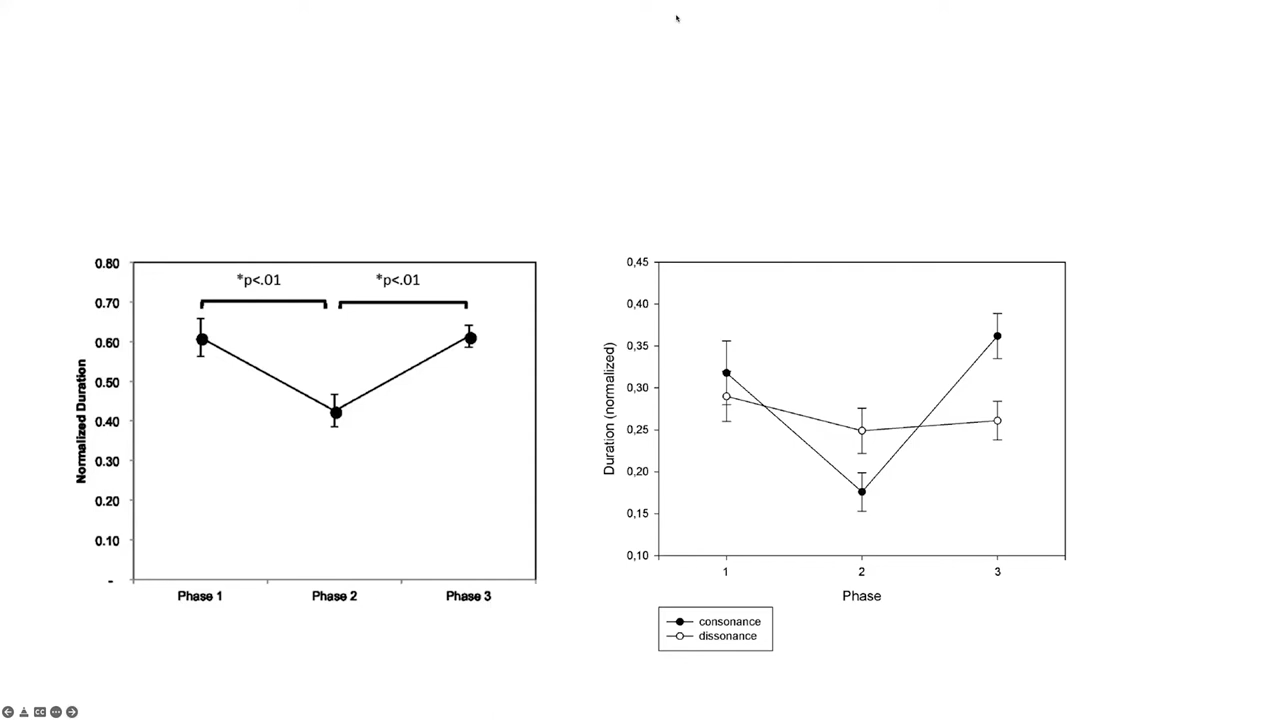 0.80
0.70
0.60
0.50
0.40
0.30
0.20
0.10
-
Normalized Duration
*p<.01
*p<.01
Phase 1
Phase 2
Phase 3
0,45
0,40
0,35
0,30
0,25
0,20
0,15
0,10
Duration (normalized)
1
2
3
Phase
consonance
dissonance
CC